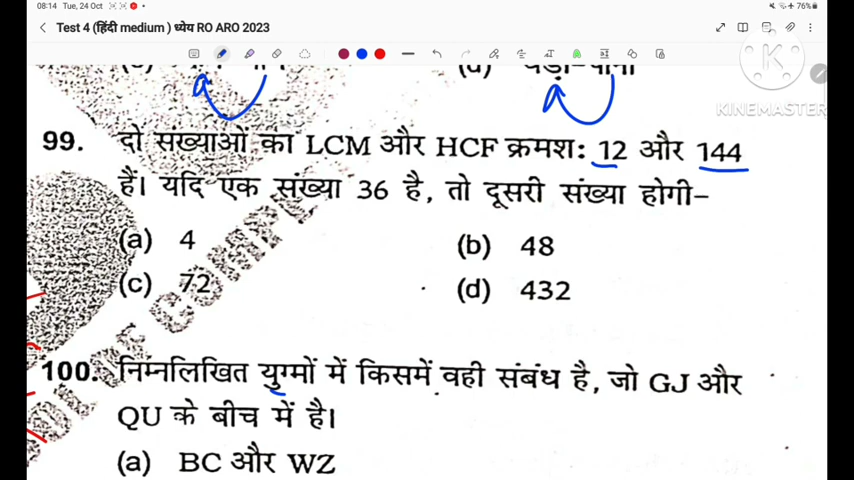 08:14 Tue, 24 Oct
76%
Test 4 (हिंदी medium ) ध्येय RO ARO 2023
KINEMASTER
99. दो संख्याओं का LCM और HCF क्रमश: 12 और 144
हैं। यदि एक संख्या 36 है, तो दूसरी संख्या होगी–
(a) 4 (b) 48
(c) 72 (d) 432
100. निम्नलिखित युग्मों में किसमें वही संबंध है, जो GJ और
QU के बीच में है।
(a) BC और WZ